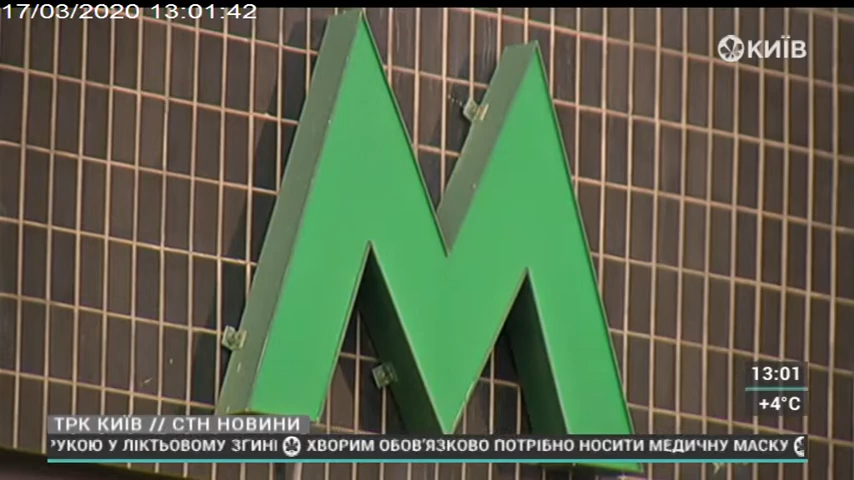 17/03/2020 13:01:42
КИЇВ
М
13:01
+4°C
ТРК КИЇВ // СТН НОВИНИ
РУКОЮ У ЛІКТЬОВОМУ ЗГИНІ ХВОРИМ ОБОВ'ЯЗКОВО ПОТРІБНО НОСИТИ МЕДИЧНУ МАСКУ